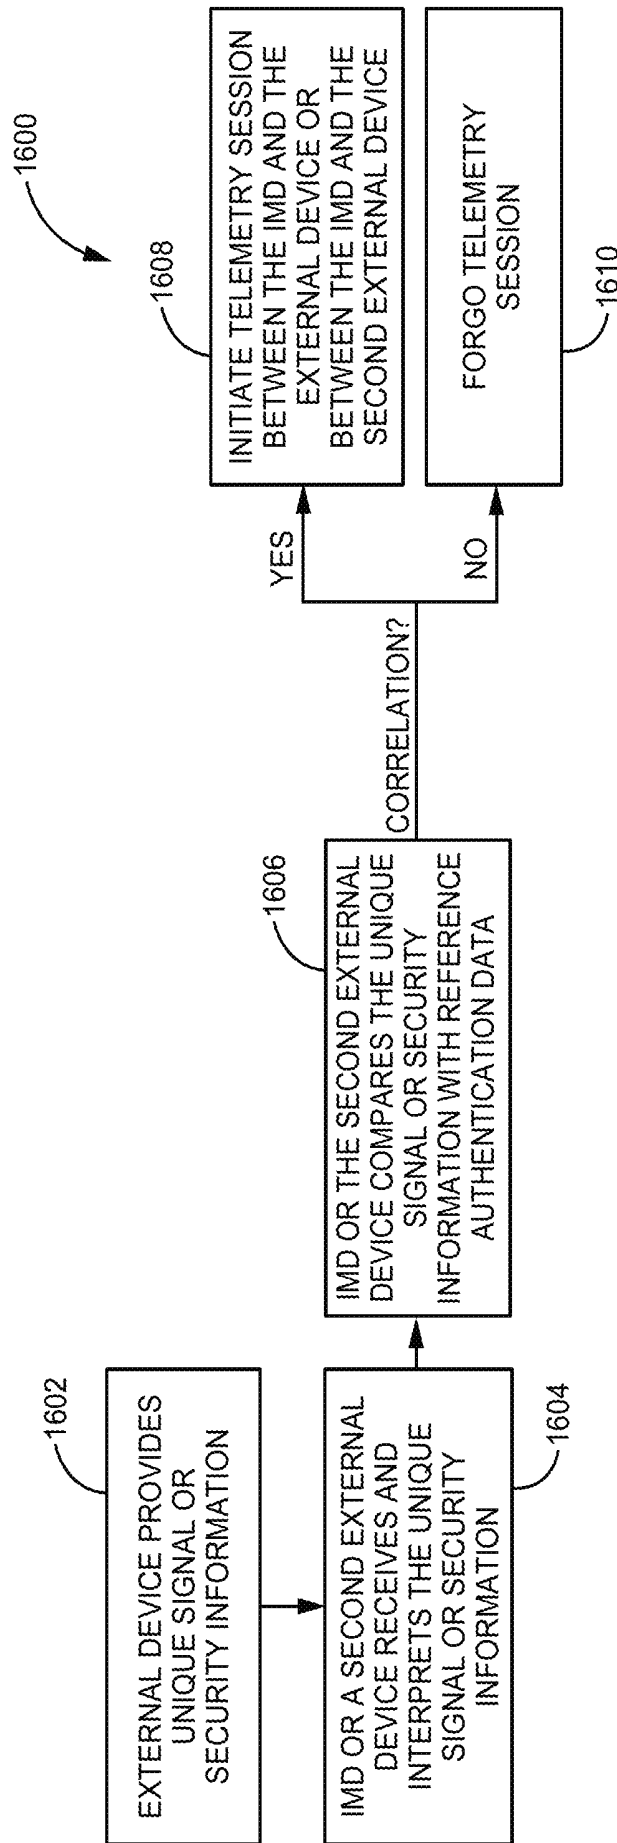 1600
1602
EXTERNAL DEVICE PROVIDES
UNIQUE SIGNAL OR
SECURITY INFORMATION
IMD OR A SECOND EXTERNAL
DEVICE RECEIVES AND
INTERPRETS THE UNIQUE
SIGNAL OR SECURITY
INFORMATION
1604
1606
IMD OR THE SECOND EXTERNAL
DEVICE COMPARES THE UNIQUE
SIGNAL OR SECURITY
INFORMATION WITH REFERENCE
AUTHENTICATION DATA
CORRELATION?
YES
NO
1608
INITIATE TELEMETRY SESSION
BETWEEN THE IMD AND THE
EXTERNAL DEVICE OR
BETWEEN THE IMD AND THE
SECOND EXTERNAL DEVICE
FORGO TELEMETRY
SESSION
1610